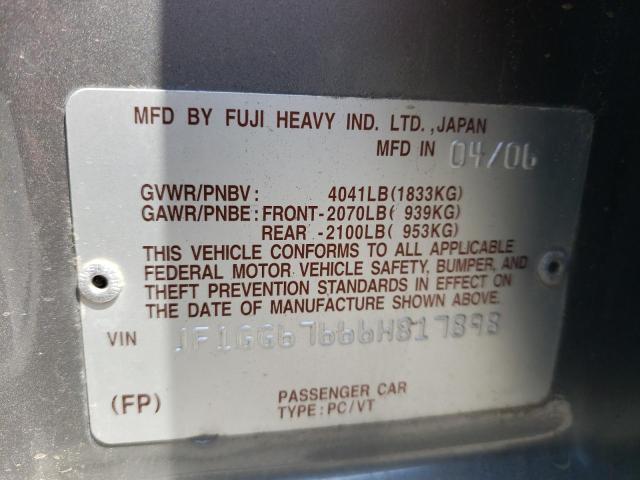 MFD BY FUJI HEAVY IND. LTD.,JAPAN
MFD IN 04/06
GVWR/PNBV: 4041LB(1833KG)
GAWR/PNBE: FRONT-2070LB( 939KG)
REAR -2100LB( 953KG)
THIS VEHICLE CONFORMS TO ALL APPLICABLE
FEDERAL MOTOR VEHICLE SAFETY, BUMPER, AND
THEFT PREVENTION STANDARDS IN EFFECT ON
THE DATE OF MANUFACTURE SHOWN ABOVE.
VIN JF1GG67666H817898
(FP) PASSENGER CAR
TYPE:PC/VT